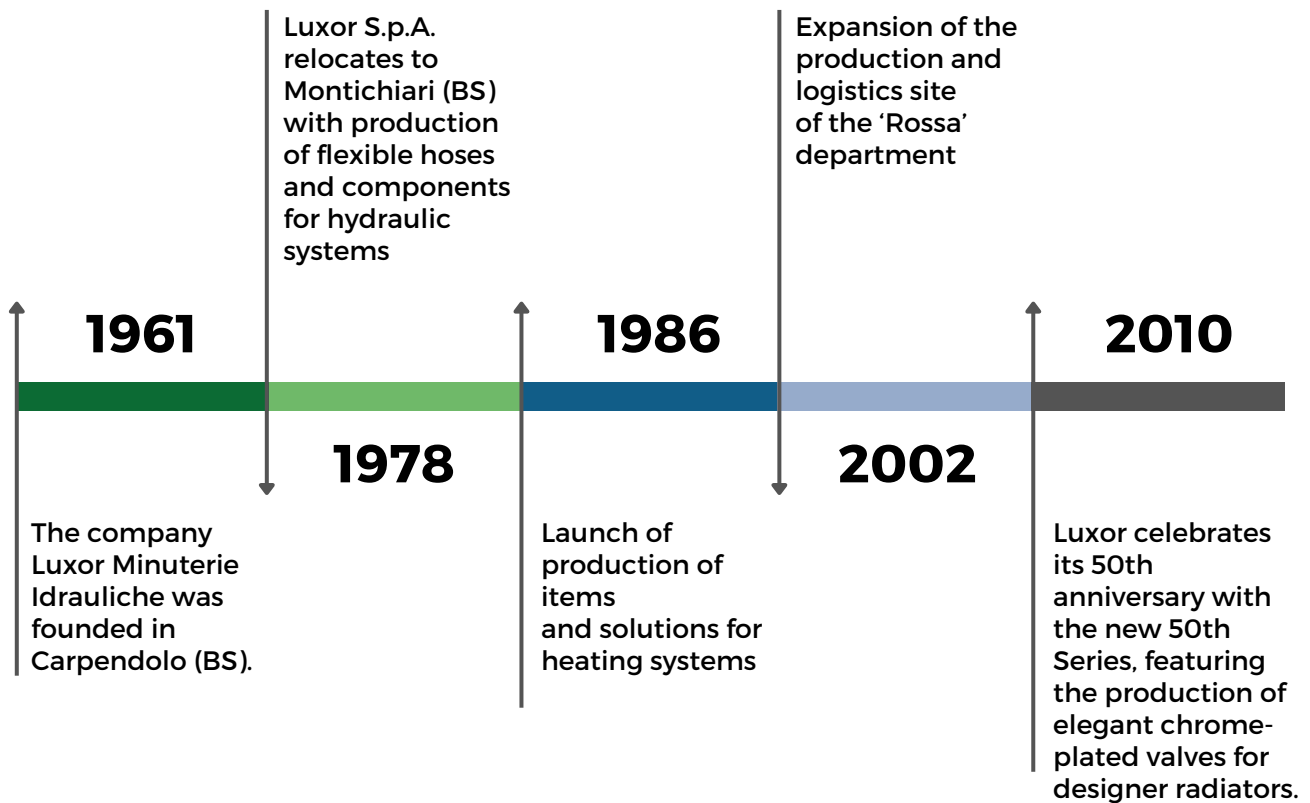 Luxor S.p.A.
relocates to
Montichiari (BS)
with production
of flexible hoses
and components
for hydraulic
systems
Expansion of the
production and
logistics site
of the ‘Rossa’
department
1961
1986
2010
1978
2002
The company
Luxor Minuterie
Idrauliche was
founded in
Carpendolo (BS).
Launch of
production of
items
and solutions for
heating systems
Luxor celebrates
its 50th
anniversary with
the new 50th
Series, featuring
the production of
elegant chrome-
plated valves for
designer radiators.